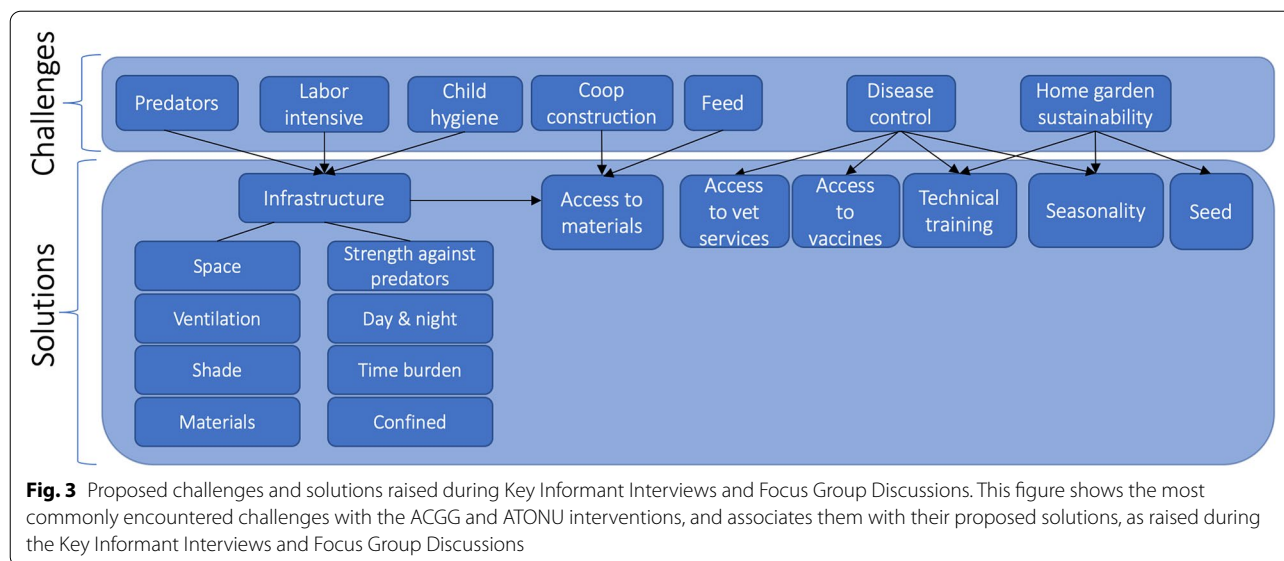 Challenges
Predators
Labor
intensive
Child
hygiene
Coop
construction
Feed
Disease
control
Home garden
sustainability
Solutions
Infrastructure
Access to
materials
Access
to vet
services
Access
to
vaccines
Technical
training
Seasonality
Seed
Space
Strength against
predators
Ventilation
Day & night
Shade
Time burden
Materials
Confined
Fig. 3 Proposed challenges and solutions raised during Key Informant Interviews and Focus Group Discussions. This figure shows the most
commonly encountered challenges with the ACGG and ATONU interventions, and associates them with their proposed solutions, as raised during
the Key Informant Interviews and Focus Group Discussions